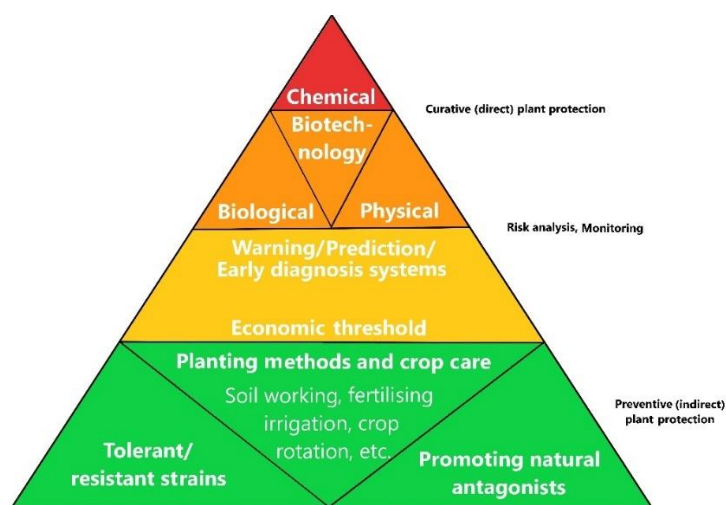 Chemical
Curative (direct) plant protection
Biotech-
nology
Biological
Physical
Risk analysis, Monitoring
Warning/Prediction/
Early diagnosis systems
Economic threshold
Planting methods and crop care
Soil working, fertilising
irrigation, crop
rotation, etc.
Preventive (indirect)
plant protection
Tolerant/
resistant strains
Promoting natural
antagonists